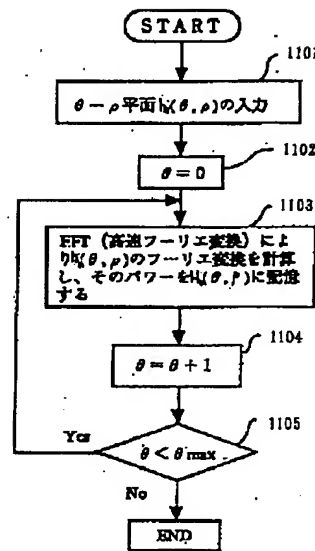 START
1101
θ－ρ平面h(θ,ρ)の入力
1102
θ=0
1103
FFT（高速フーリエ変換）によ
りh(θ,ρ)のフーリエ変換を計算
し、そのパワーをH(θ,ρ)に記憶
する
1104
θ=θ+1
1105
Yes
θ<θmax
No
END